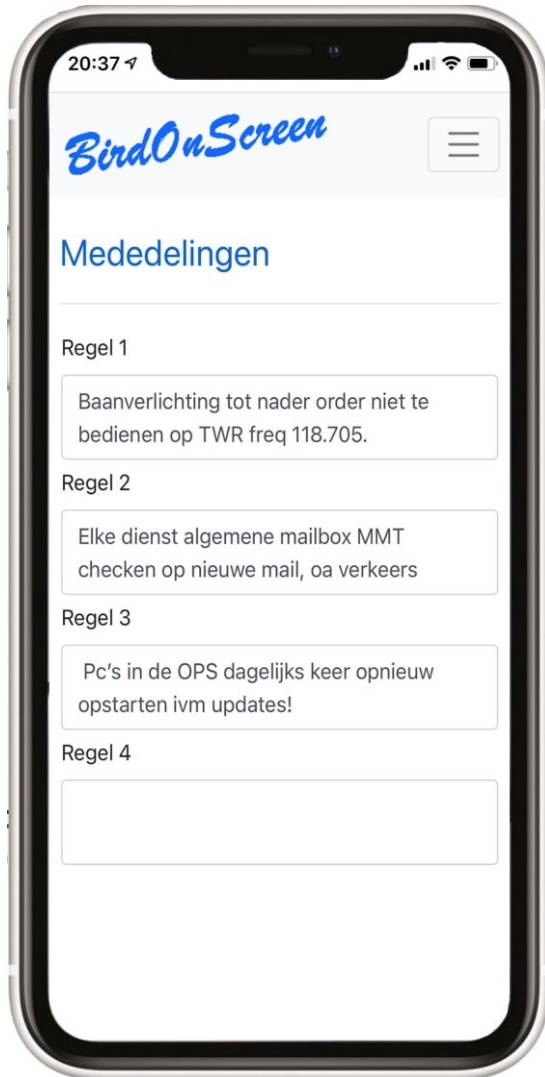 20:37
BirdOnScreen
Mededelingen
Regel 1
Baanverlichting tot nader order niet te
bedienen op TWR freq 118.705.
Regel 2
Elke dienst algemene mailbox MMT
checken op nieuwe mail, oa verkeers
Regel 3
Pc's in de OPS dagelijks keer opnieuw
opstarten ivm updates!
Regel 4